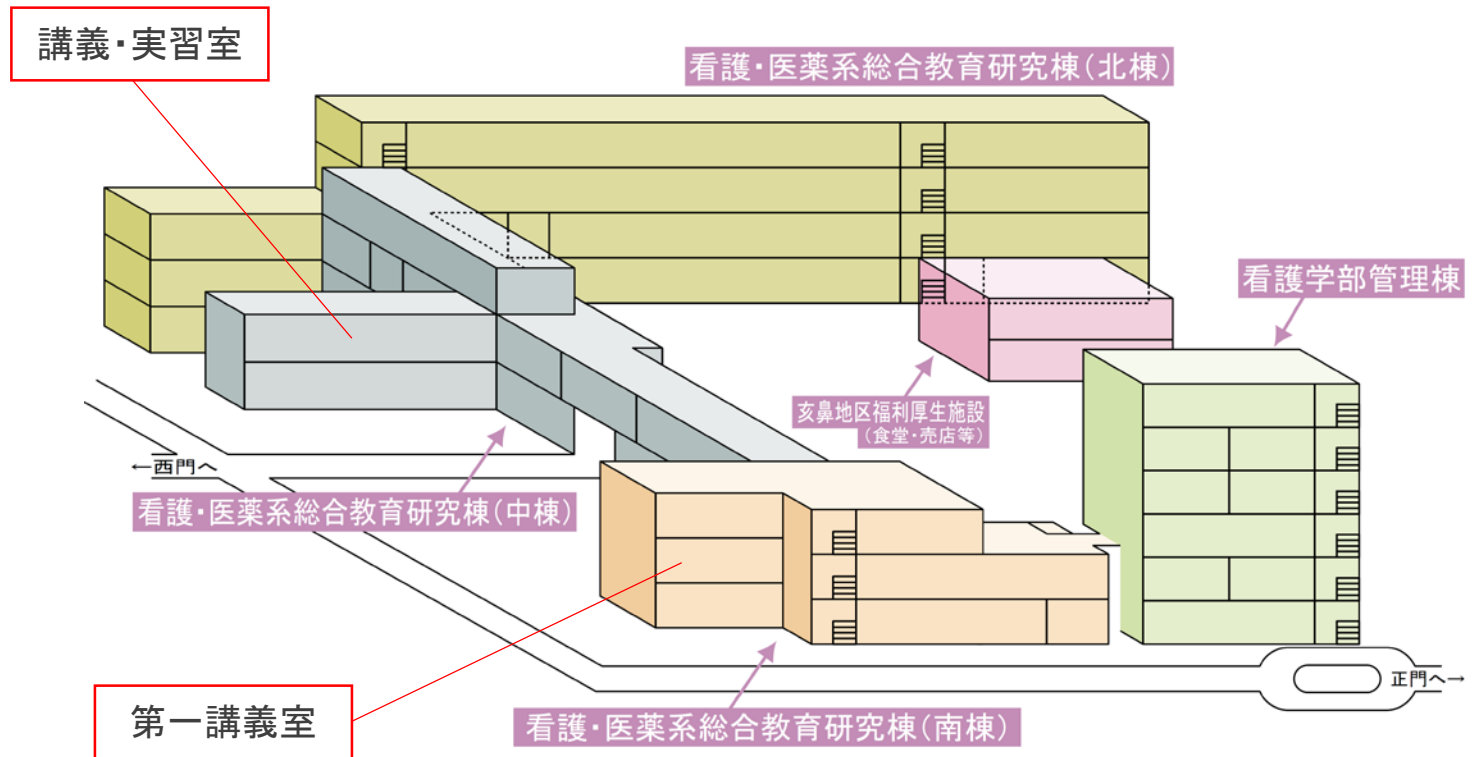 講義・実習室
看護・医薬系総合教育研究棟(北棟)
看護学部管理棟
亥鼻地区福利厚生施設
(食堂・売店等)
←西門へ
看護・医薬系総合教育研究棟(中棟)
正門へ→
第一講義室
看護・医薬系総合教育研究棟(南棟)